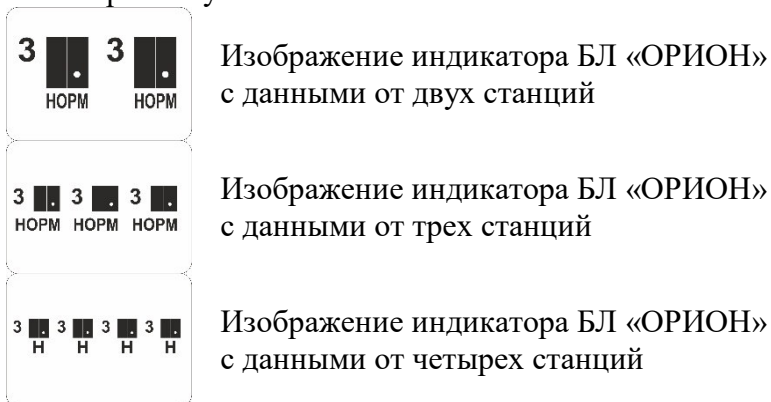 3 3
НОРМ НОРМ
Изображение индикатора БЛ «ОРИОН»
с данными от двух станций
3 3 3
НОРМ НОРМ НОРМ
Изображение индикатора БЛ «ОРИОН»
с данными от трех станций
3 3 3 3
Н Н Н Н
Изображение индикатора БЛ «ОРИОН»
с данными от четырех станций